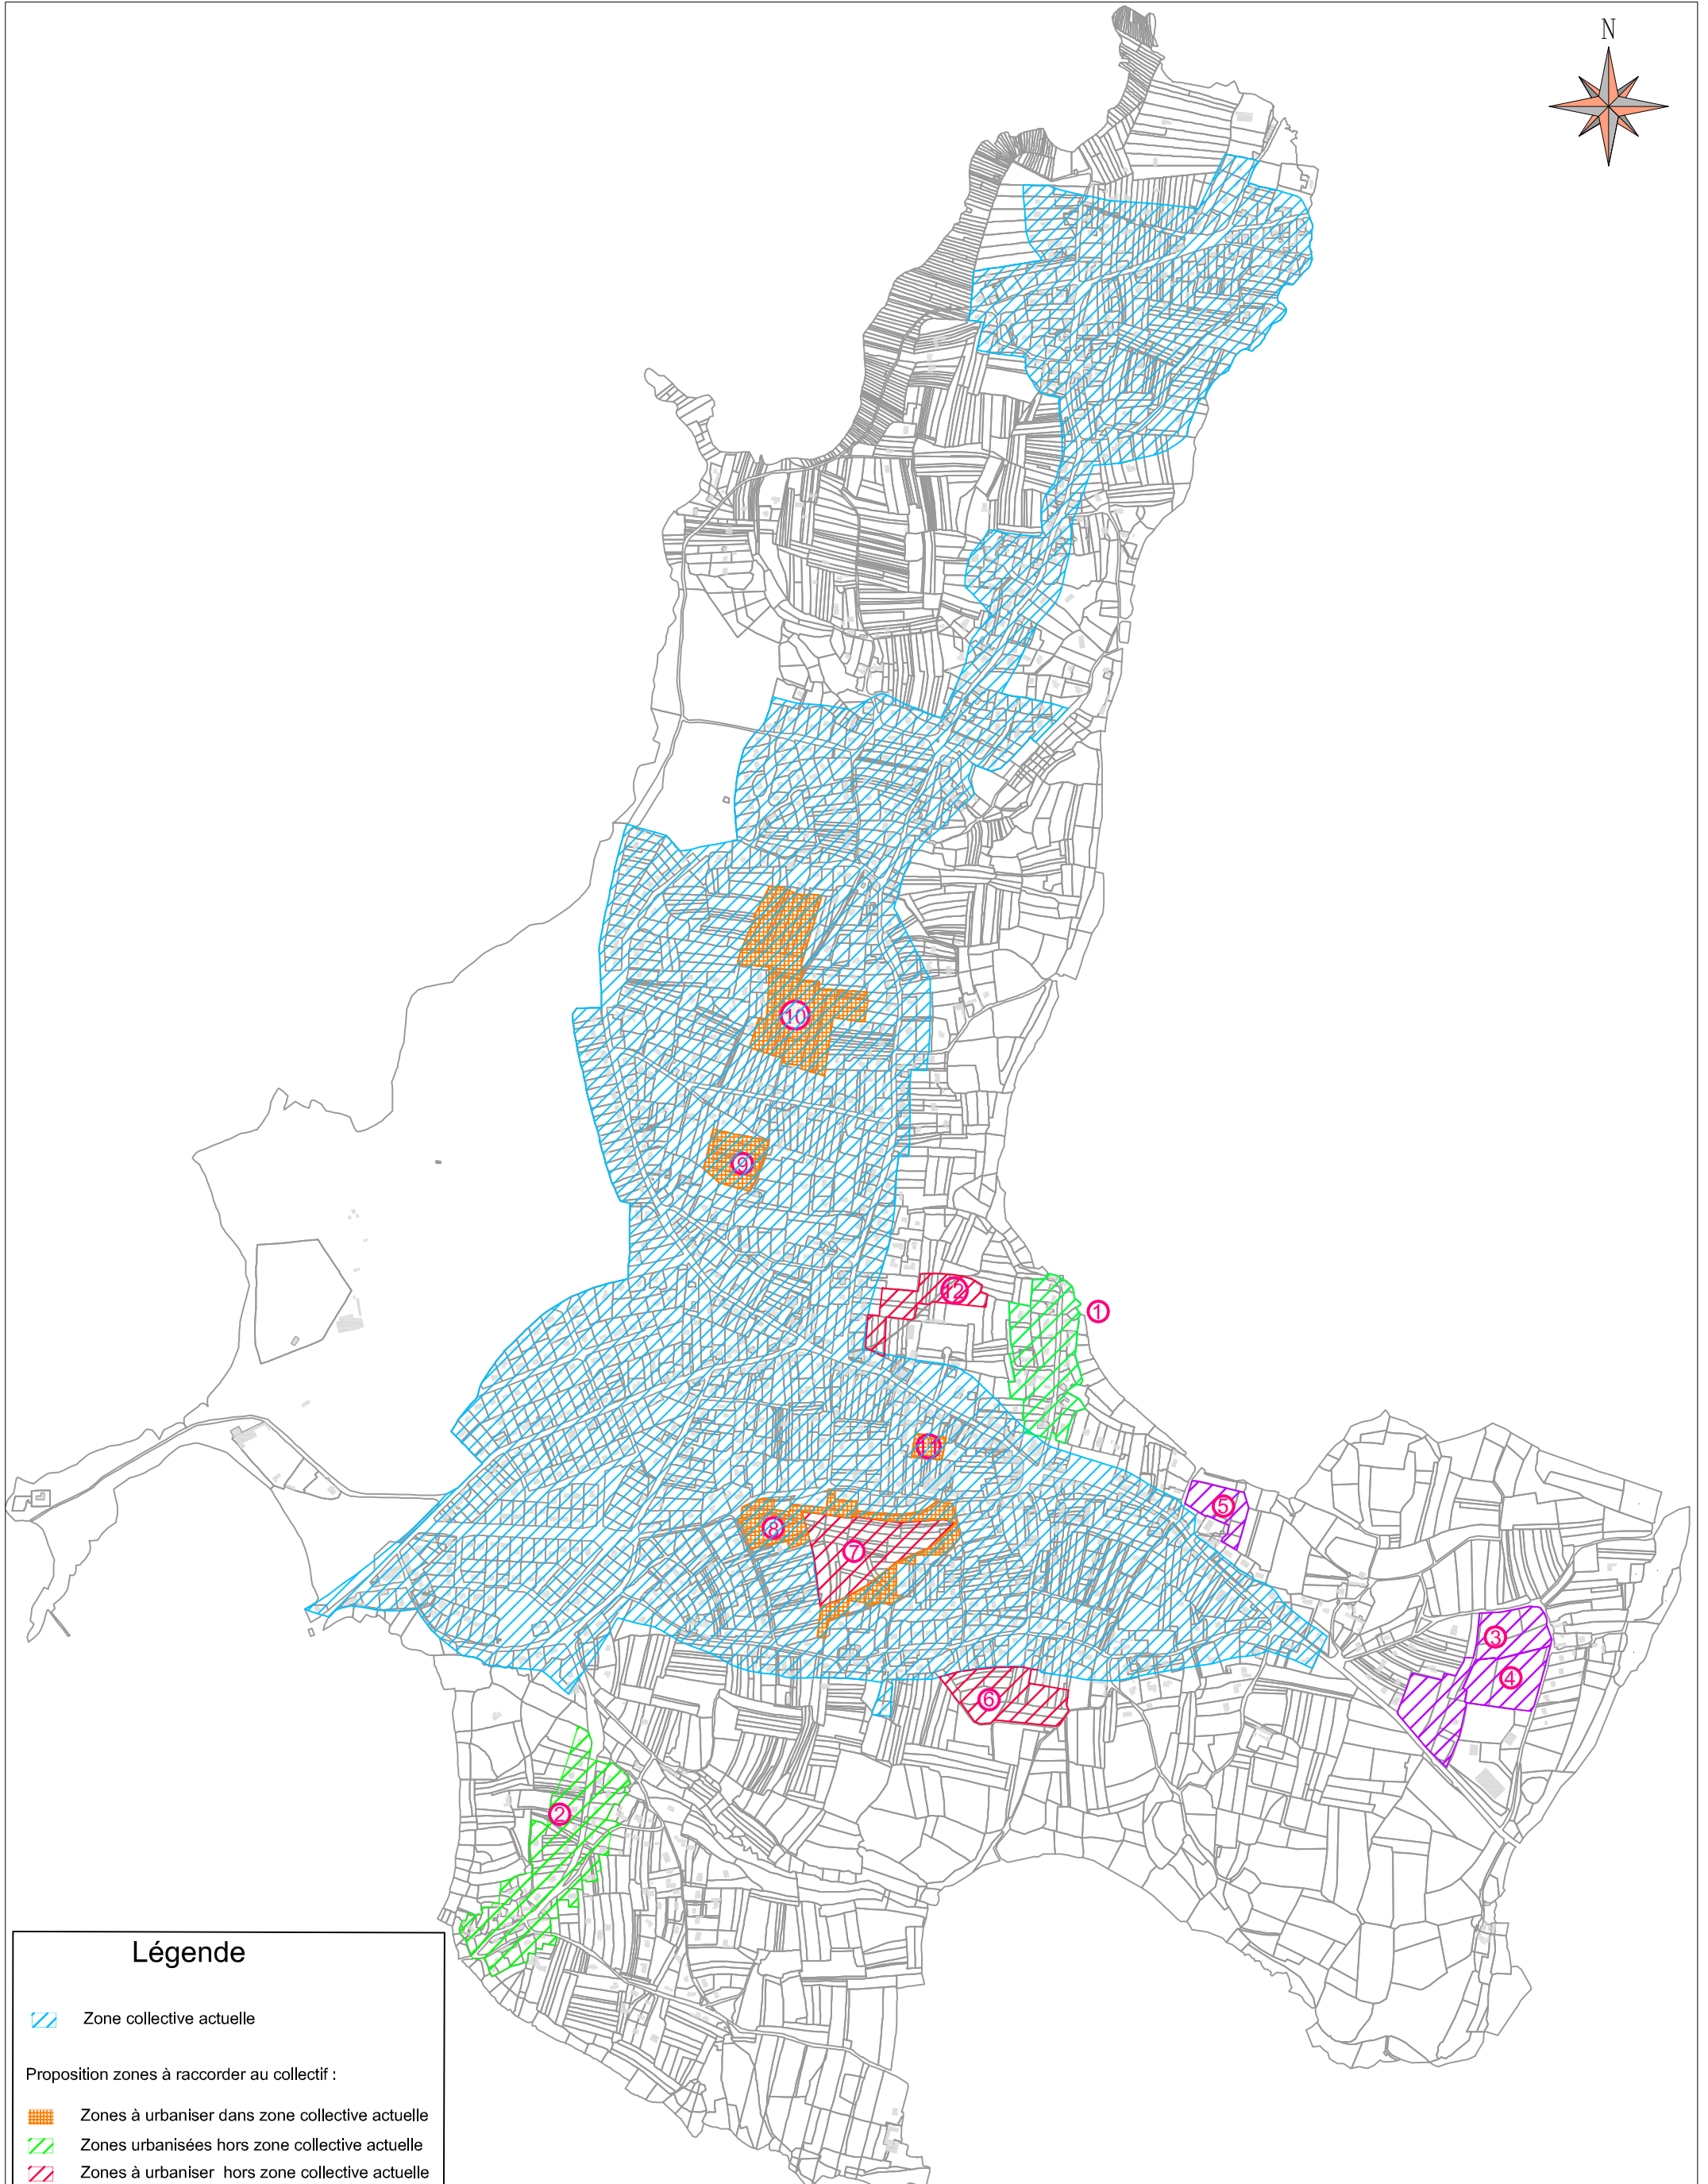 N
10
9
12
1
11
5
8
7
3
4
6
2
Légende
Zone collective actuelle
Proposition zones à raccorder au collectif :
Zones à urbaniser dans zone collective actuelle
Zones urbanisées hors zone collective actuelle
Zones à urbaniser hors zone collective actuelle